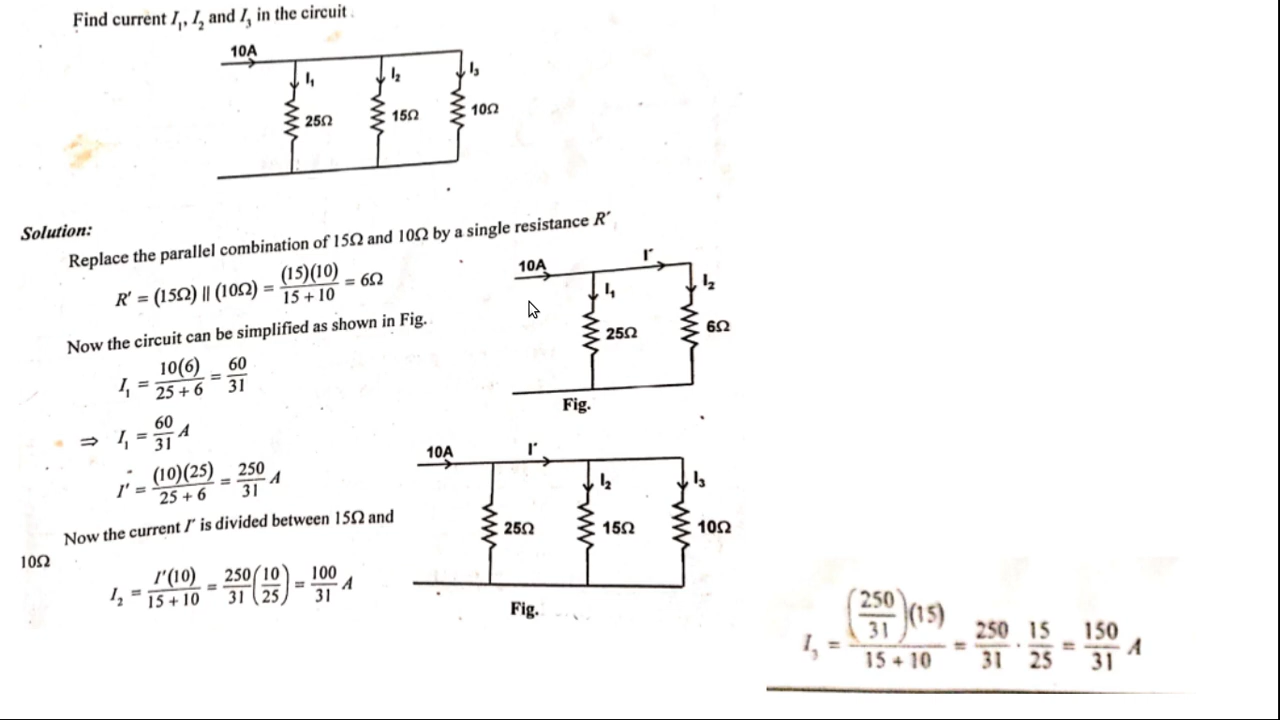 Find current I₁, I₂ and I₃ in the circuit.
10A
I₁
I₂
I₃
25Ω
15Ω
10Ω
Solution:
Replace the parallel combination of 15Ω and 10Ω by a single resistance R′
R′ = (15Ω) || (10Ω) = (15)(10) / 15 + 10 = 6Ω
10A
I′
I₁
I₂
25Ω
6Ω
Fig.
Now the circuit can be simplified as shown in Fig.
I₁ = 10(6) / 25 + 6 = 60 / 31
⇒ I₁ = 60 / 31 A
I′ = (10)(25) / 25 + 6 = 250 / 31 A
10A
I′
I₂
I₃
25Ω
15Ω
10Ω
Fig.
Now the current I′ is divided between 15Ω and
10Ω
I₂ = I′(10) / 15 + 10 = 250 / 31 (10 / 25) = 100 / 31 A
I₃ = (250 / 31)(15) / 15 + 10 = 250 / 31 · 15 / 25 = 150 / 31 A